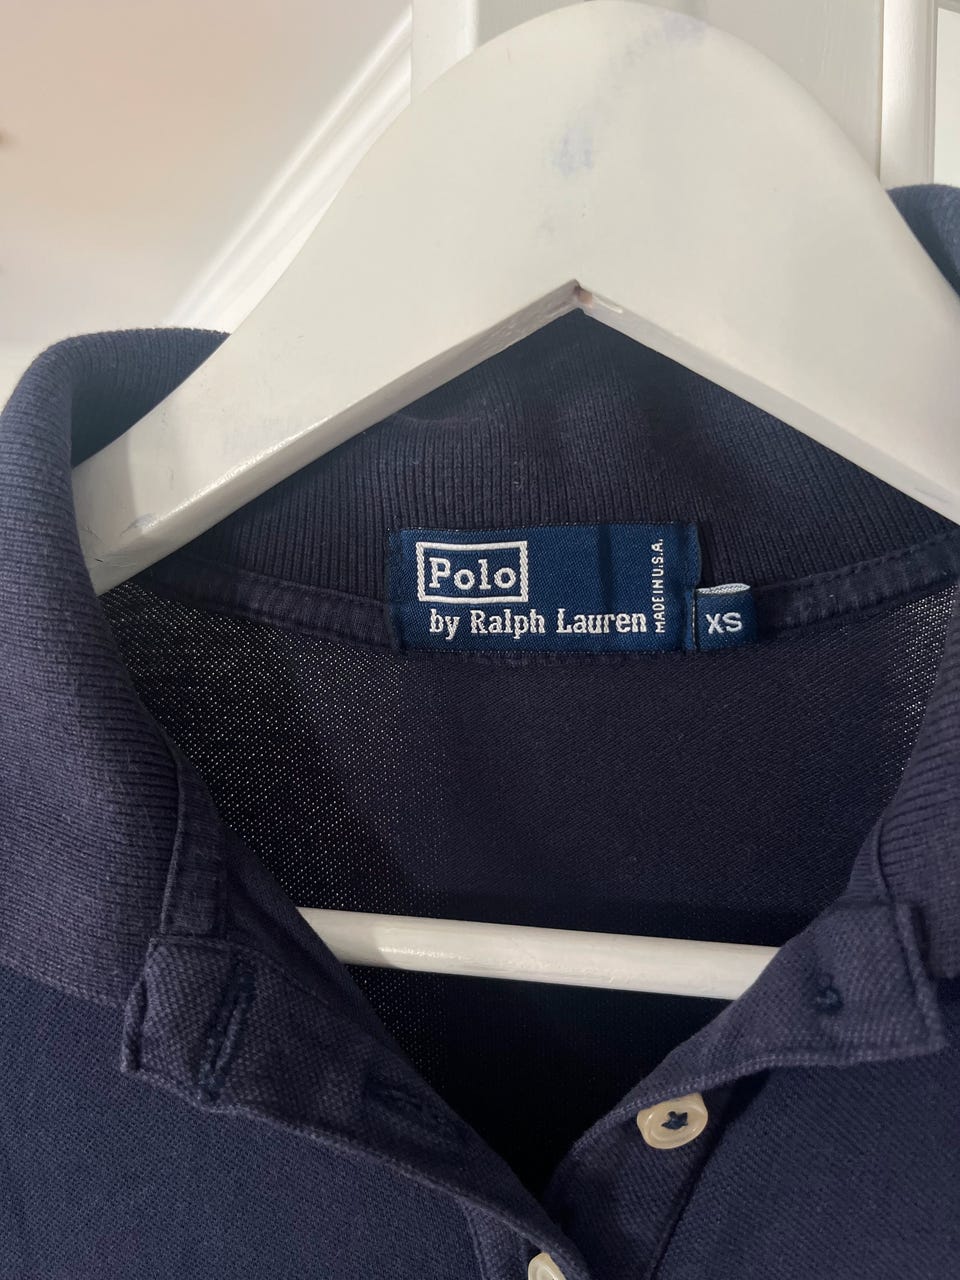 Polo
by Ralph Lauren
MADE IN U.S.A.
XS